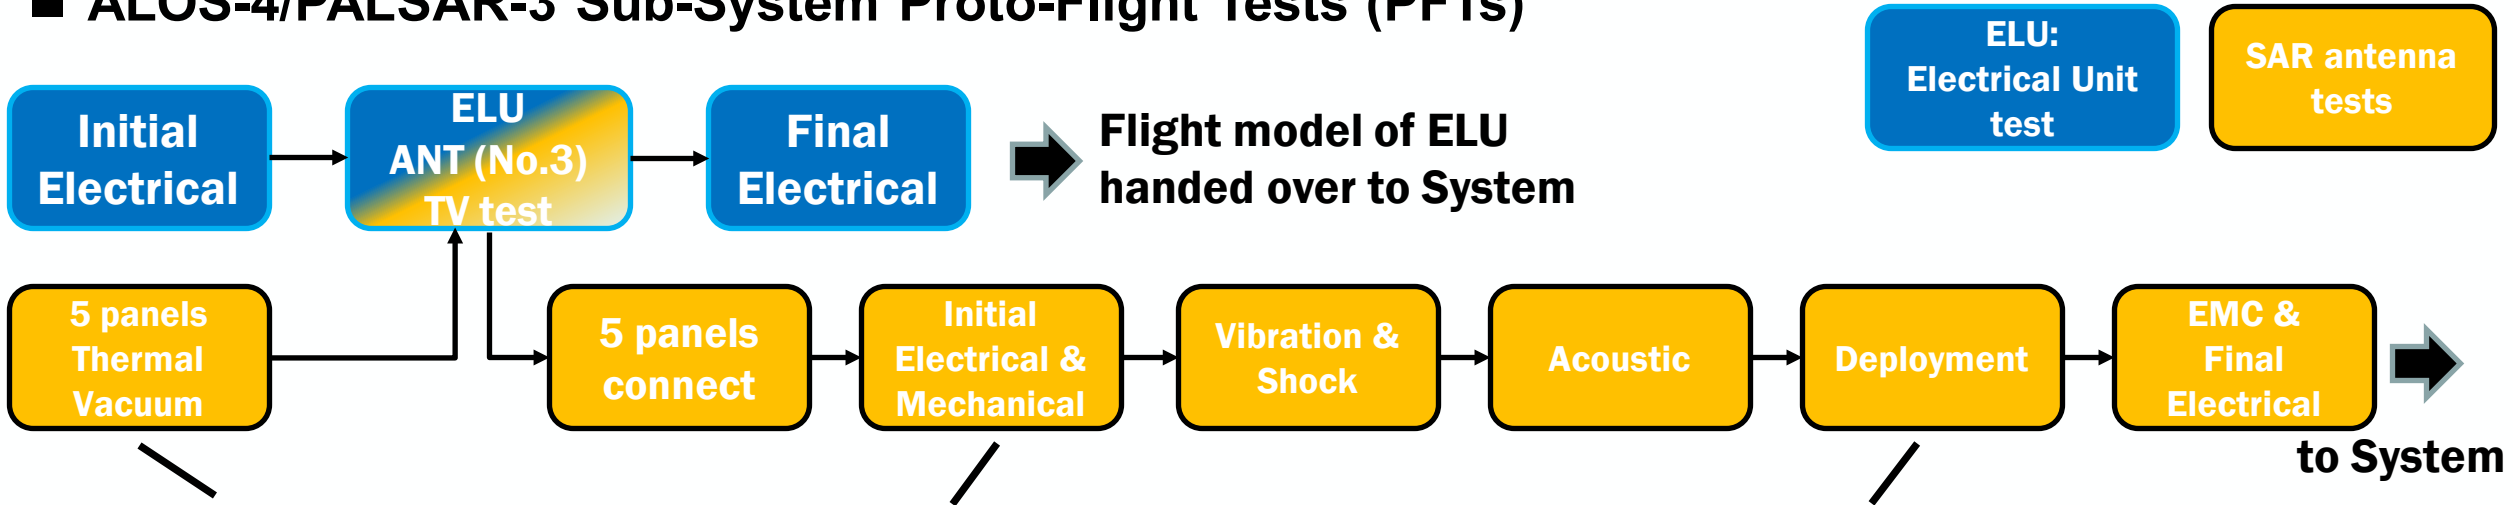 ■ ALOS-4/PALSAR-3 Sub-System Proto-Flight Tests (PFTs)
ELU:
Electrical Unit
test
SAR antenna
tests
Initial
Electrical
ELU
ANT (No.3)
TV test
Final
Electrical
Flight model of ELU
handed over to System
5 panels
Thermal
Vacuum
5 panels
connect
Initial
Electrical &
Mechanical
Vibration &
Shock
Acoustic
Deployment
EMC &
Final
Electrical
to System